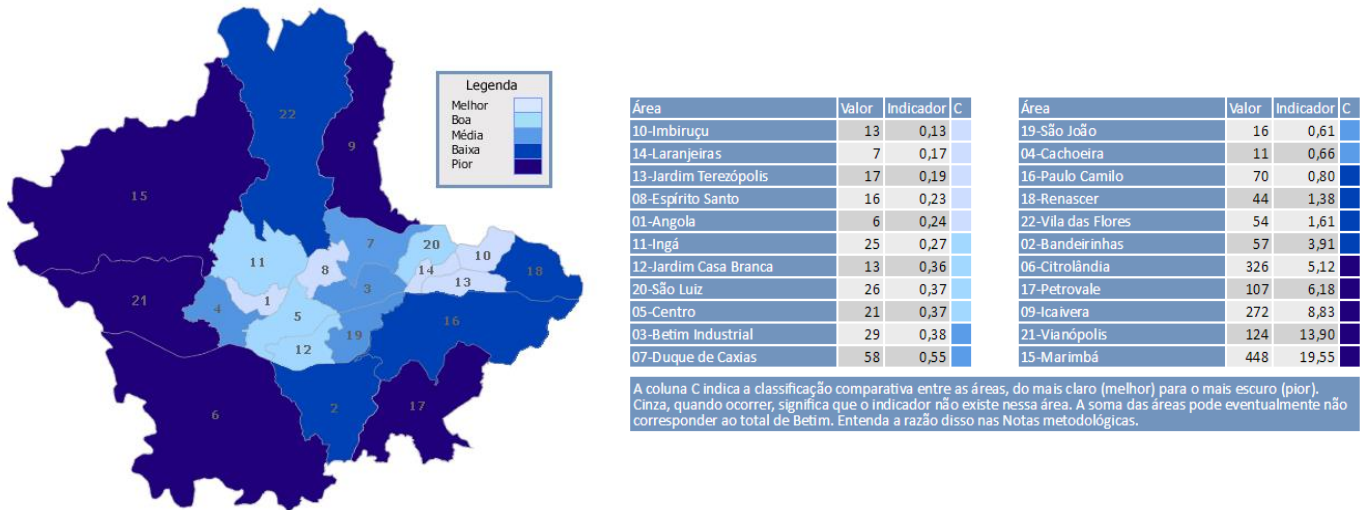 22
9
15
Legenda
Melhor
Boa
Média
Baixa
Pior
7
20
10
11
8
14
18
13
3
21
1
4
5
16
19
12
6
2
17
Área Valor Indicador C
10-Imbiruçu 13 0,13
14-Laranjeiras 7 0,17
13-Jardim Terezópolis 17 0,19
08-Espírito Santo 16 0,23
01-Angola 6 0,24
11-Ingá 25 0,27
12-Jardim Casa Branca 13 0,36
20-São Luiz 26 0,37
05-Centro 21 0,37
03-Betim Industrial 29 0,38
07-Duque de Caxias 58 0,55
Área Valor Indicador C
19-São João 16 0,61
04-Cachoeira 11 0,66
16-Paulo Camilo 70 0,80
18-Renascer 44 1,38
22-Vila das Flores 54 1,61
02-Bandeirinhas 57 3,91
06-Citrolândia 326 5,12
17-Petrovale 107 6,18
09-Icaivera 272 8,83
21-Vianópolis 124 13,90
15-Marimbá 448 19,55
A coluna C indica a classificação comparativa entre as áreas, do mais claro (melhor) para o mais escuro (pior).
Cinza, quando ocorrer, significa que o indicador não existe nessa área. A soma das áreas pode eventualmente não
corresponder ao total de Betim. Entenda a razão disso nas Notas metodológicas.